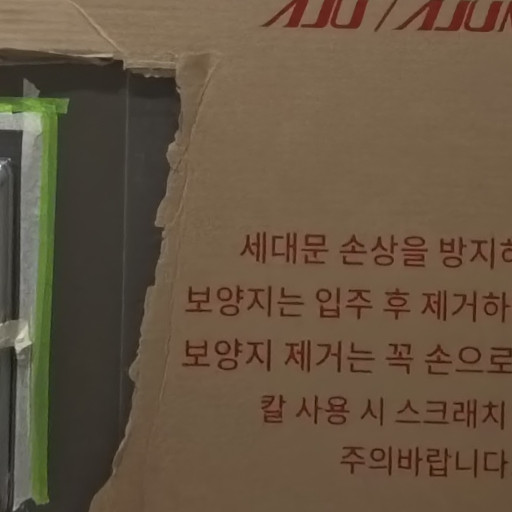 AJU / AJU
세대문 손상을 방지하
보양지는 입주 후 제거하
보양지 제거는 꼭 손으로
칼 사용 시 스크래치
주의바랍니다